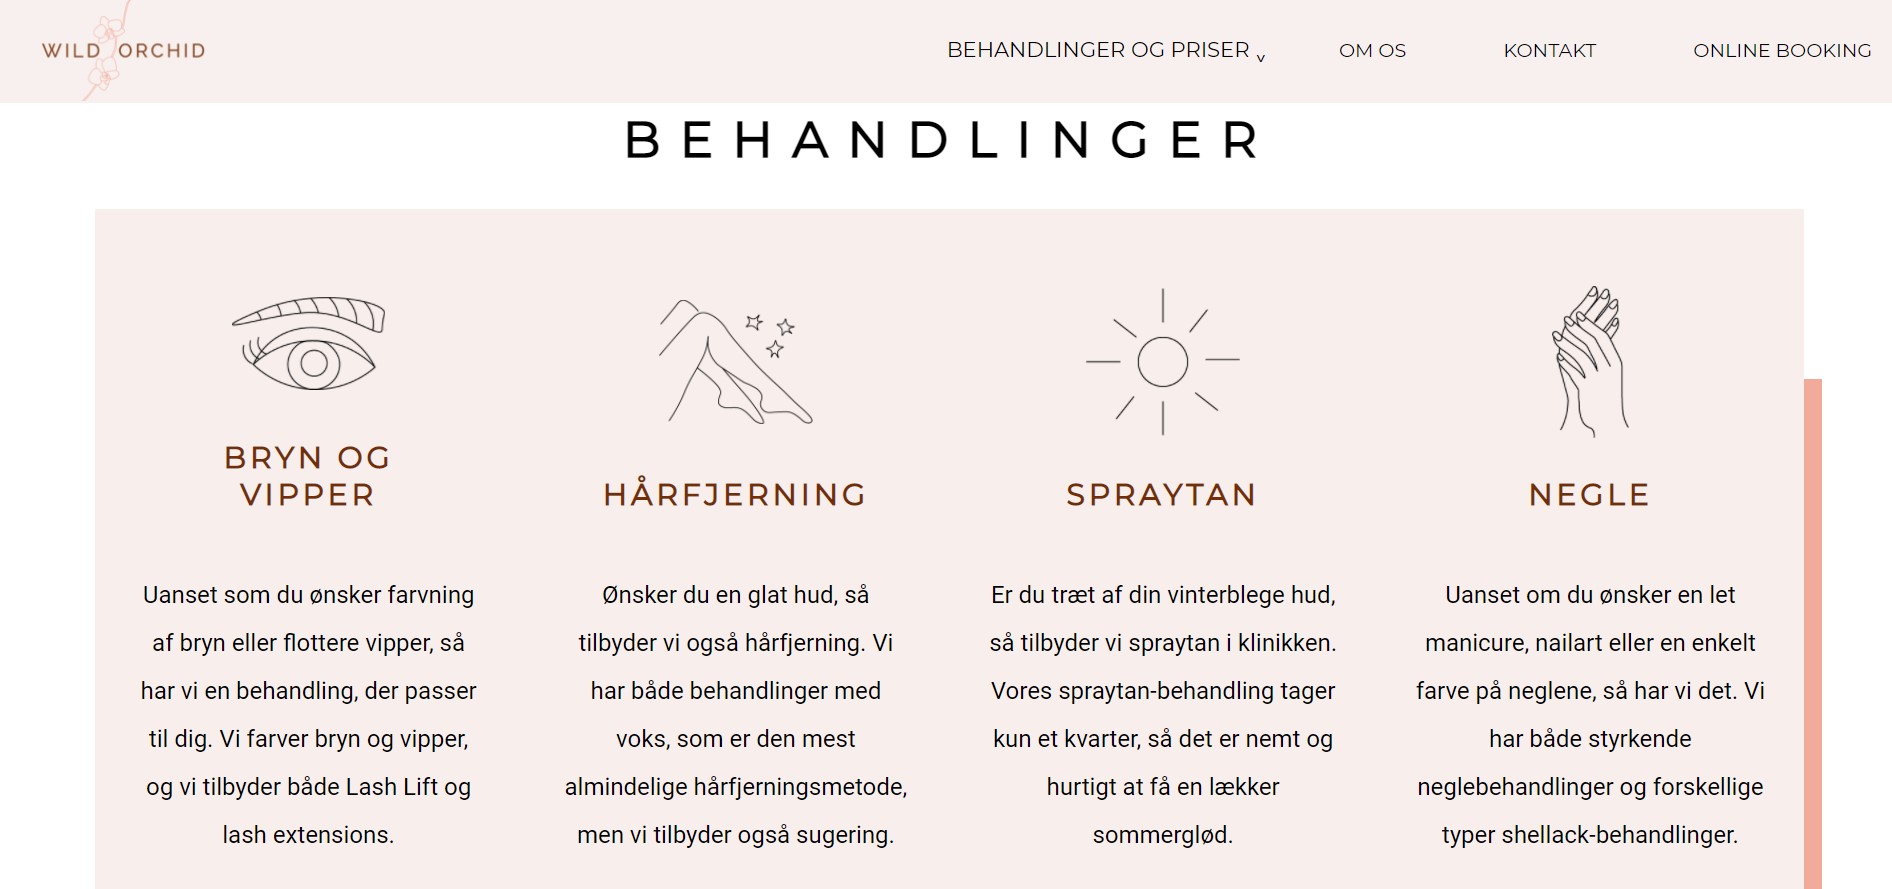 WILD ORCHID
BEHANDLINGER OG PRISER v
OM OS
KONTAKT
ONLINE BOOKING
BEHANDLINGER
BRYN OG
VIPPER
Uanset som du ønsker farvning
af bryn eller flottere vipper, så
har vi en behandling, der passer
til dig. Vi farver bryn og vipper,
og vi tilbyder både Lash Lift og
lash extensions.
HÅRFJERNING
Ønsker du en glat hud, så
tilbyder vi også hårfjerning. Vi
har både behandlinger med
voks, som er den mest
almindelige hårfjerningsmetode,
men vi tilbyder også sugering.
SPRAYTAN
Er du træt af din vinterblege hud,
så tilbyder vi spraytan i klinikken.
Vores spraytan-behandling tager
kun et kvarter, så det er nemt og
hurtigt at få en lækker
sommerglød.
NEGLE
Uanset om du ønsker en let
manicure, nailart eller en enkelt
farve på neglene, så har vi det. Vi
har både styrkende
neglebehandlinger og forskellige
typer shellack-behandlinger.